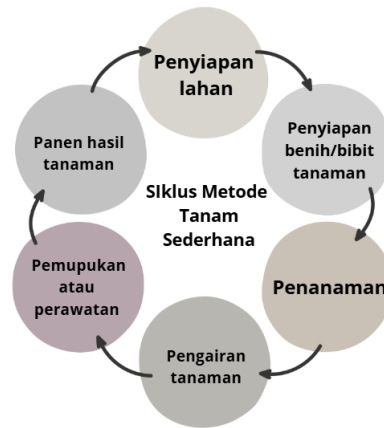 Penyiapan
lahan
Penyiapan
benih/bibit
tanaman
Penanaman
Pengairan
tanaman
Pemupukan
atau
perawatan
Panen hasil
tanaman
SIklus Metode
Tanam
Sederhana